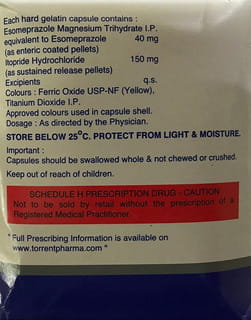 Each hard gelatin capsule contains :
Esomeprazole Magnesium Trihydrate I.P.
equivalent to Esomeprazole 40 mg
(as enteric coated pellets)
Itopride Hydrochloride 150 mg
(as sustained release pellets)
Excipients q.s.
Colours : Ferric Oxide USP-NF (Yellow),
Titanium Dioxide I.P.
Approved colours used in capsule shell.
Dosage : As directed by the Physician.
STORE BELOW 25°C. PROTECT FROM LIGHT & MOISTURE.
Important :
Capsules should be swallowed whole & not chewed or crushed.
Keep out of reach of children.
SCHEDULE H PRESCRIPTION DRUG - CAUTION
Not to be sold by retail without the prescription of a
Registered Medical Practitioner.
" Full Prescribing Information is available on
www.torrentpharma.com "